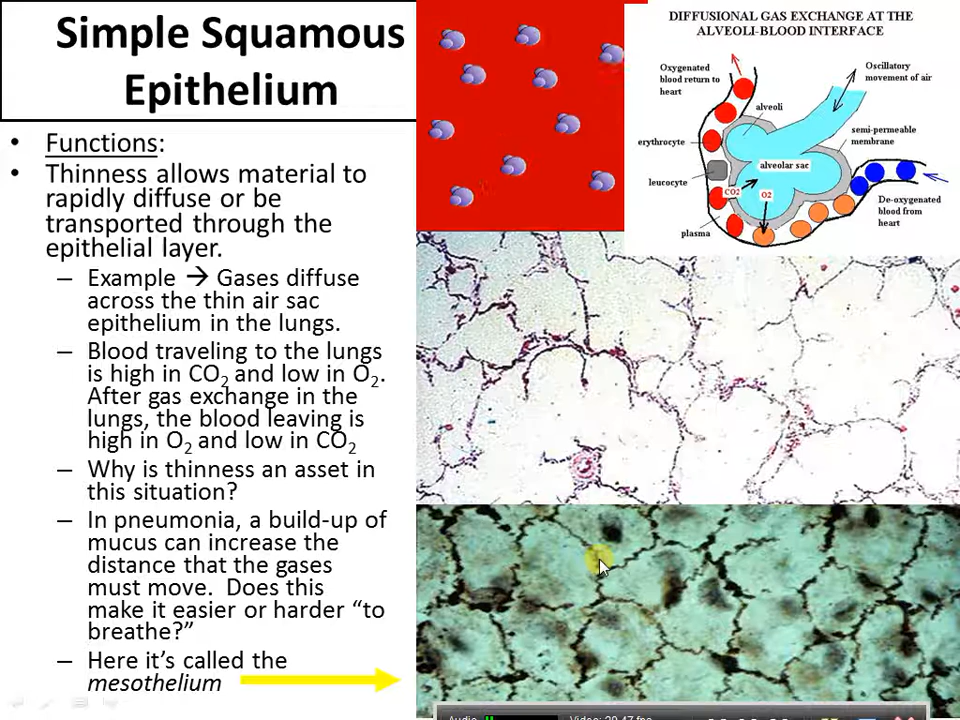 Simple Squamous
Epithelium
• Functions:
• Thinness allows material to
rapidly diffuse or be
transported through the
epithelial layer.
– Example → Gases diffuse
across the thin air sac
epithelium in the lungs.
– Blood traveling to the lungs
is high in CO2 and low in O2.
After gas exchange in the
lungs, the blood leaving is
high in O2 and low in CO2
– Why is thinness an asset in
this situation?
– In pneumonia, a build-up of
mucus can increase the
distance that the gases
must move. Does this
make it easier or harder “to
breathe?”
– Here it’s called the
mesothelium
DIFFUSIONAL GAS EXCHANGE AT THE
ALVEOLI-BLOOD INTERFACE
Oxygenated
blood return to
heart
Oscillatory
movement of air
alveoli
erythrocyte
semi-permeable
membrane
alveolar sac
leucocyte
CO2
O2
De-oxygenated
blood from
heart
plasma
Audio
Video: 29.47 fps